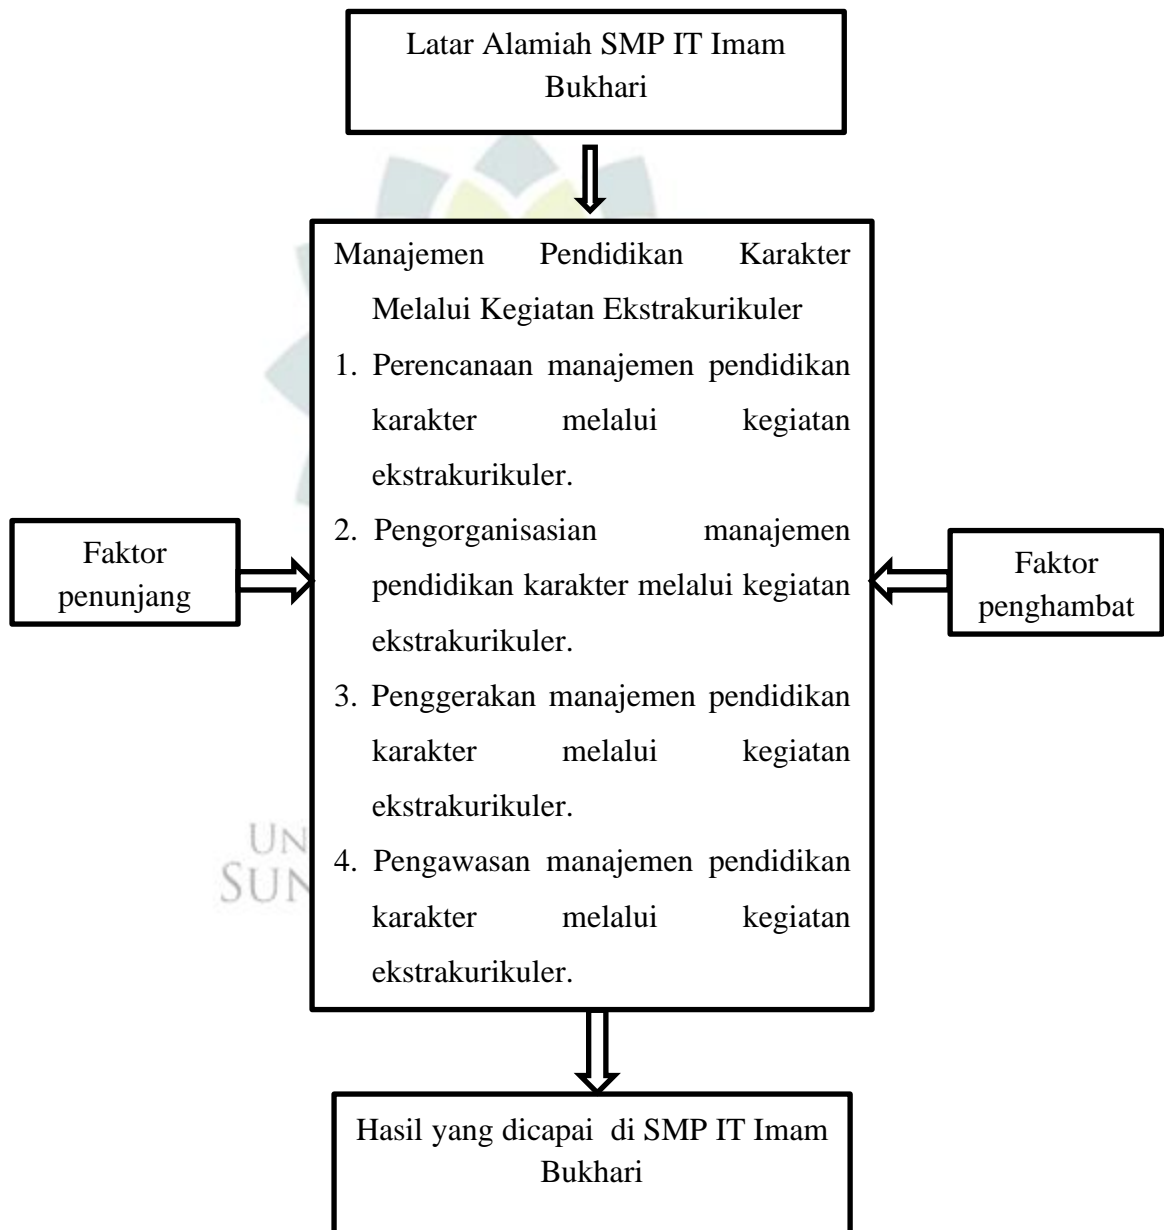 Latar Alamiah SMP IT Imam
Bukhari
Manajemen Pendidikan Karakter
Melalui Kegiatan Ekstrakurikuler
1. Perencanaan manajemen pendidikan
karakter melalui kegiatan
ekstrakurikuler.
2. Pengorganisasian manajemen
pendidikan karakter melalui kegiatan
ekstrakurikuler.
3. Penggerakan manajemen pendidikan
karakter melalui kegiatan
ekstrakurikuler.
4. Pengawasan manajemen pendidikan
karakter melalui kegiatan
ekstrakurikuler.
Faktor
penunjang
Faktor
penghambat
UN
SUN
Hasil yang dicapai di SMP IT Imam
Bukhari